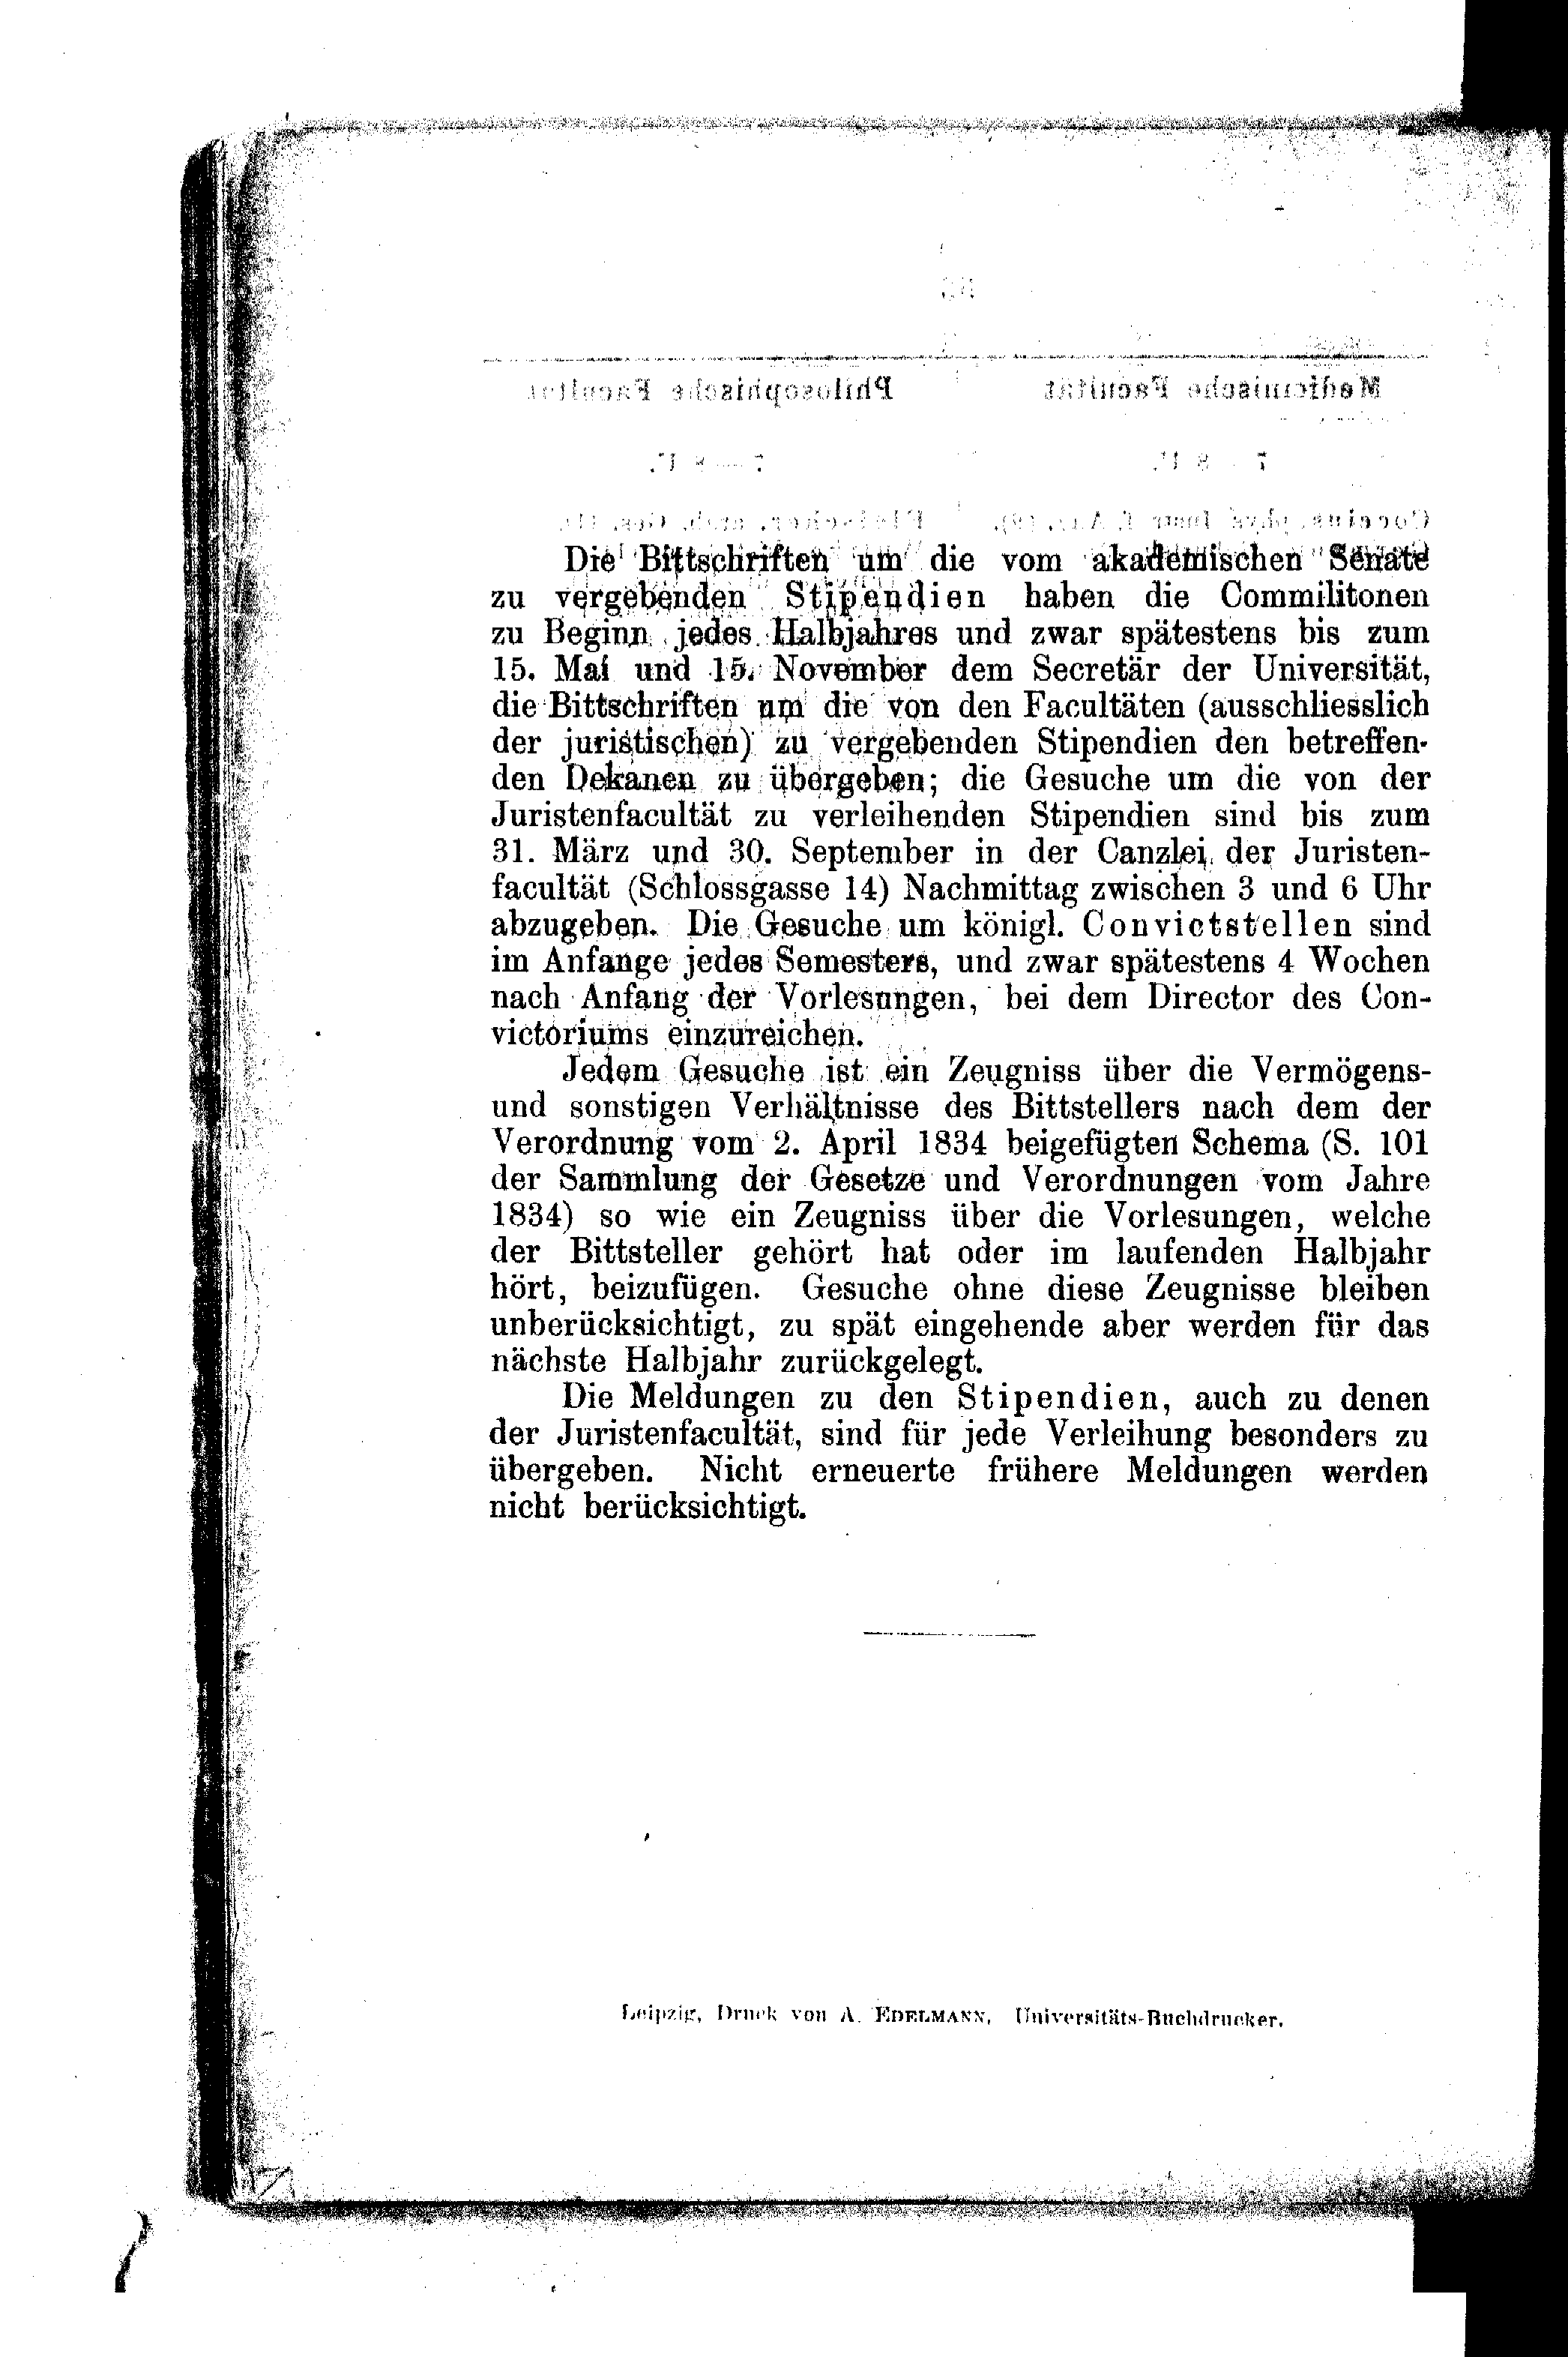 Die Bittschriften um die vom akademischen Senate
zu vergebenden Stipendien haben die Commilitonen
zu Beginn jedes Halbjahres und zwar spätestens bis zum
15. Mai und 15. November dem Secretär der Universität,
die Bittschriften um die von den Facultäten (ausschliesslich
der juristischen) zu vergebenden Stipendien den betreffen-
den Dekanen zu übergeben; die Gesuche um die von der
Juristenfacultät zu verleihenden Stipendien sind bis zum
31. März und 30. September in der Canzlei der Juristen-
facultät (Schlossgasse 14) Nachmittag zwischen 3 und 6 Uhr
abzugeben. Die Gesuche um königl. Convictstellen sind
im Anfange jedes Semesters, und zwar spätestens 4 Wochen
nach Anfang der Vorlesungen, bei dem Director des Con-
victoriums einzureichen.
Jedem Gesuche ist ein Zeugniss über die Vermögens-
und sonstigen Verhältnisse des Bittstellers nach dem der
Verordnung vom 2. April 1834 beigefügten Schema (S. 101
der Sammlung der Gesetze und Verordnungen vom Jahre
1834) so wie ein Zeugniss über die Vorlesungen, welche
der Bittsteller gehört hat oder im laufenden Halbjahr
hört, beizufügen. Gesuche ohne diese Zeugnisse bleiben
unberücksichtigt, zu spät eingehende aber werden für das
nächste Halbjahr zurückgelegt.
Die Meldungen zu den Stipendien, auch zu denen
der Juristenfacultät, sind für jede Verleihung besonders zu
übergeben. Nicht erneuerte frühere Meldungen werden
nicht berücksichtigt.
Leipzig, Druck von A. EDELMANN, Universitäts-Buchdrucker.